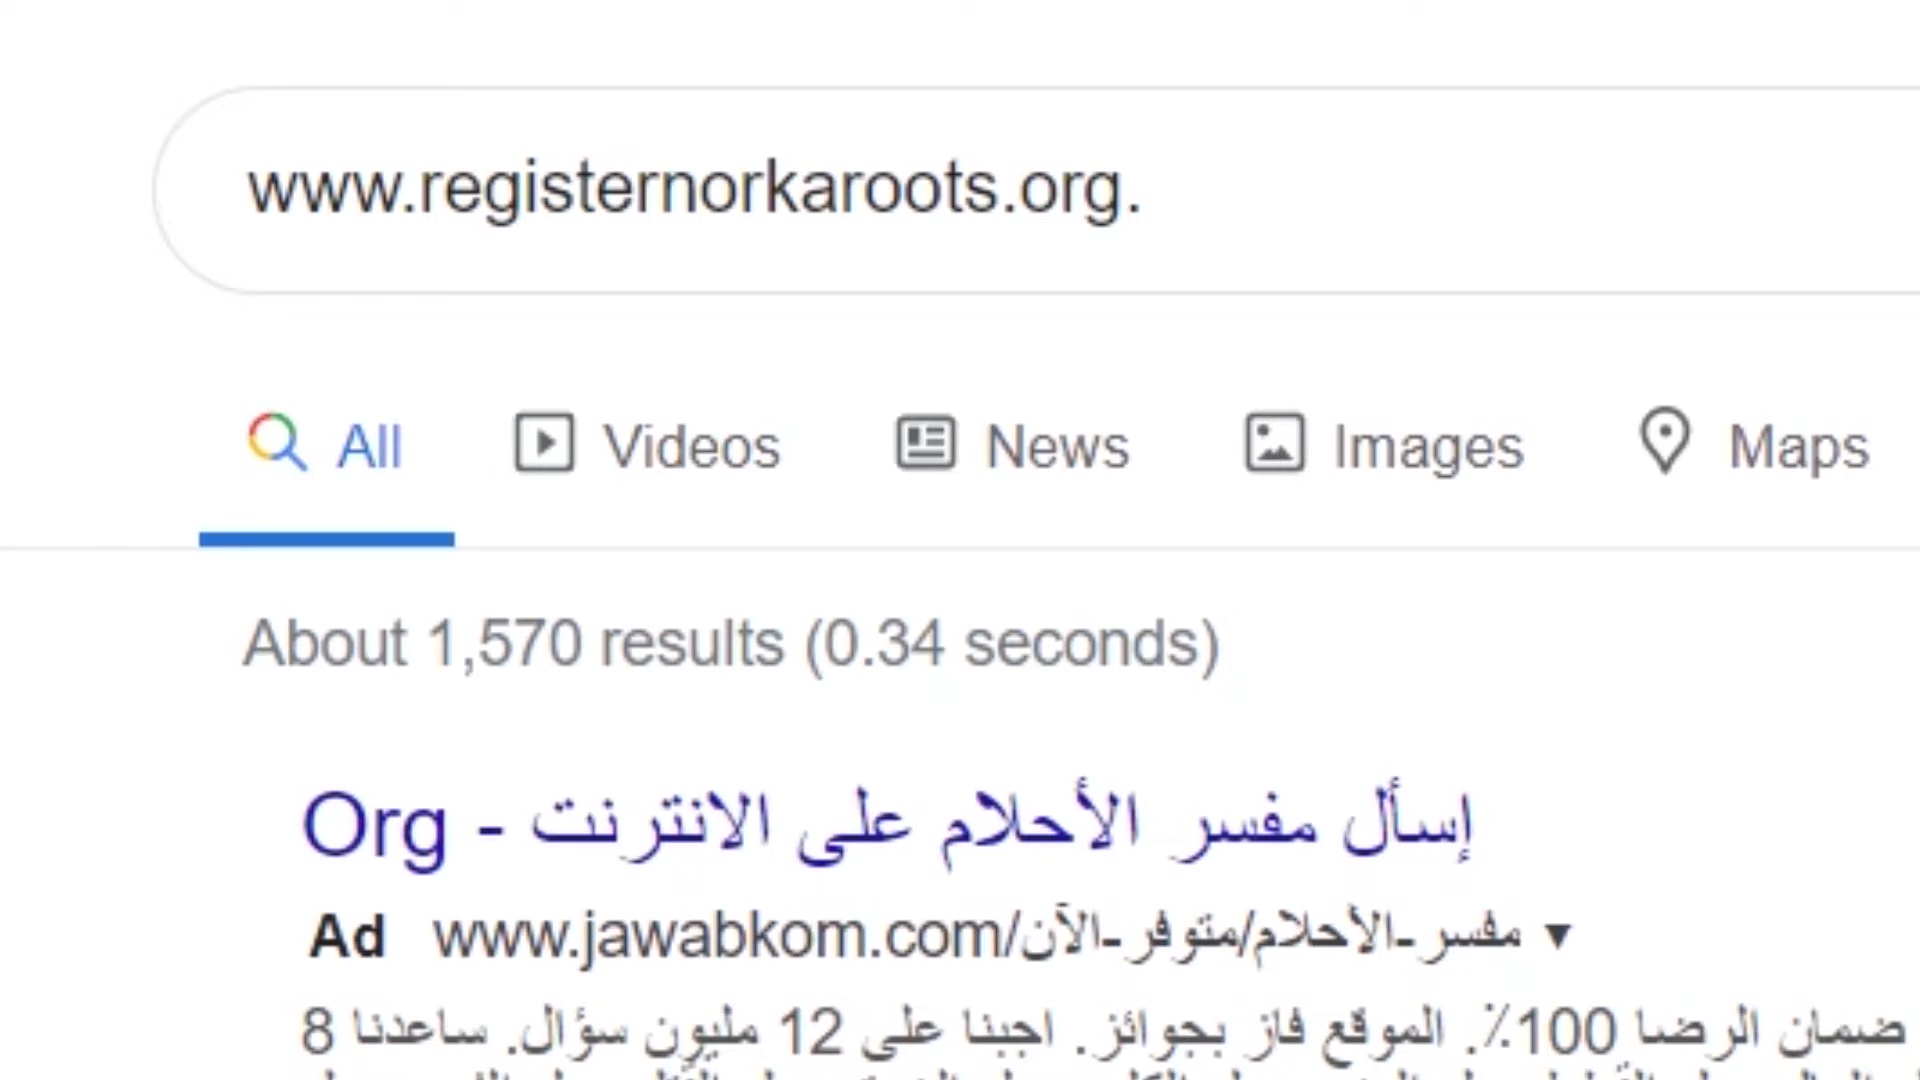 www.registernorkaroots.org.
All Videos News Images Maps
About 1,570 results (0.34 seconds)
Org - إسأل مفسر الأحلام على الانترنت
Ad www.jawabkom.com/مفسر-الأحلام/متوفر-الآن ▼
ضمان الرضا 100٪. الموقع فاز بجوائز. اجبنا على 12 مليون سؤال. ساعدنا 8